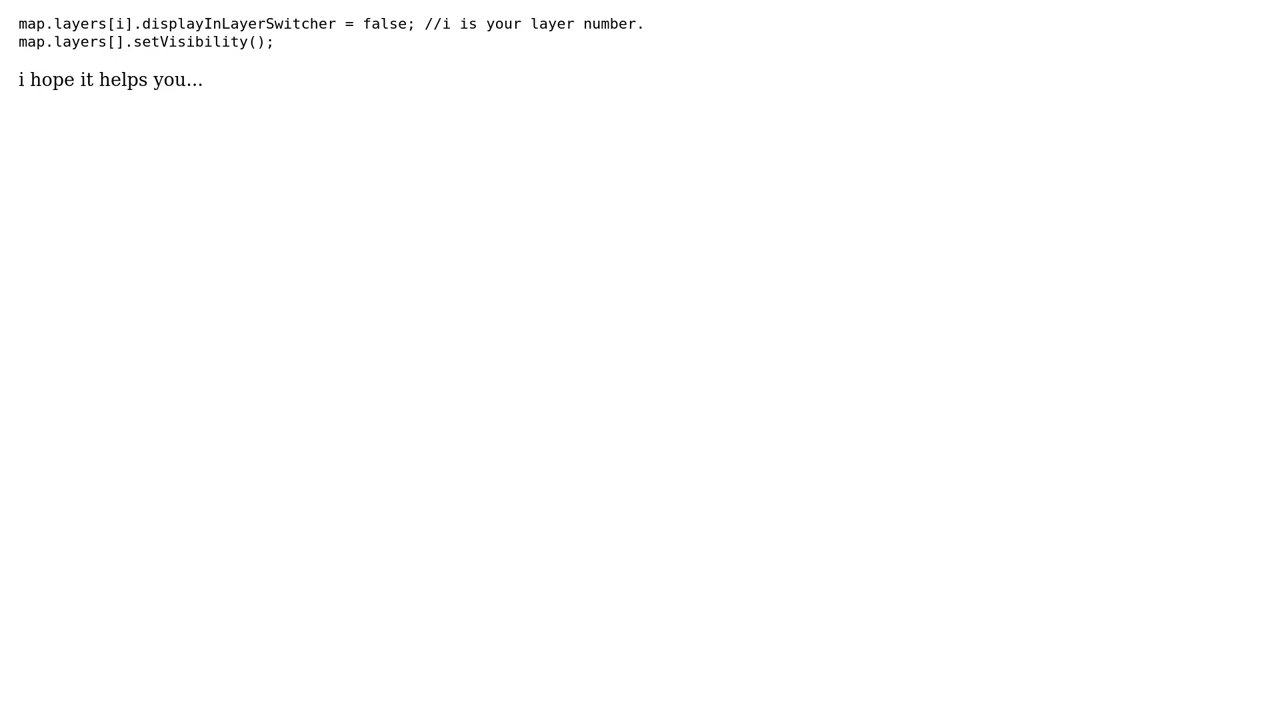 map.layers[i].displayInLayerSwitcher = false; //i is your layer number.
map.layers[].setVisibility();
i hope it helps you...